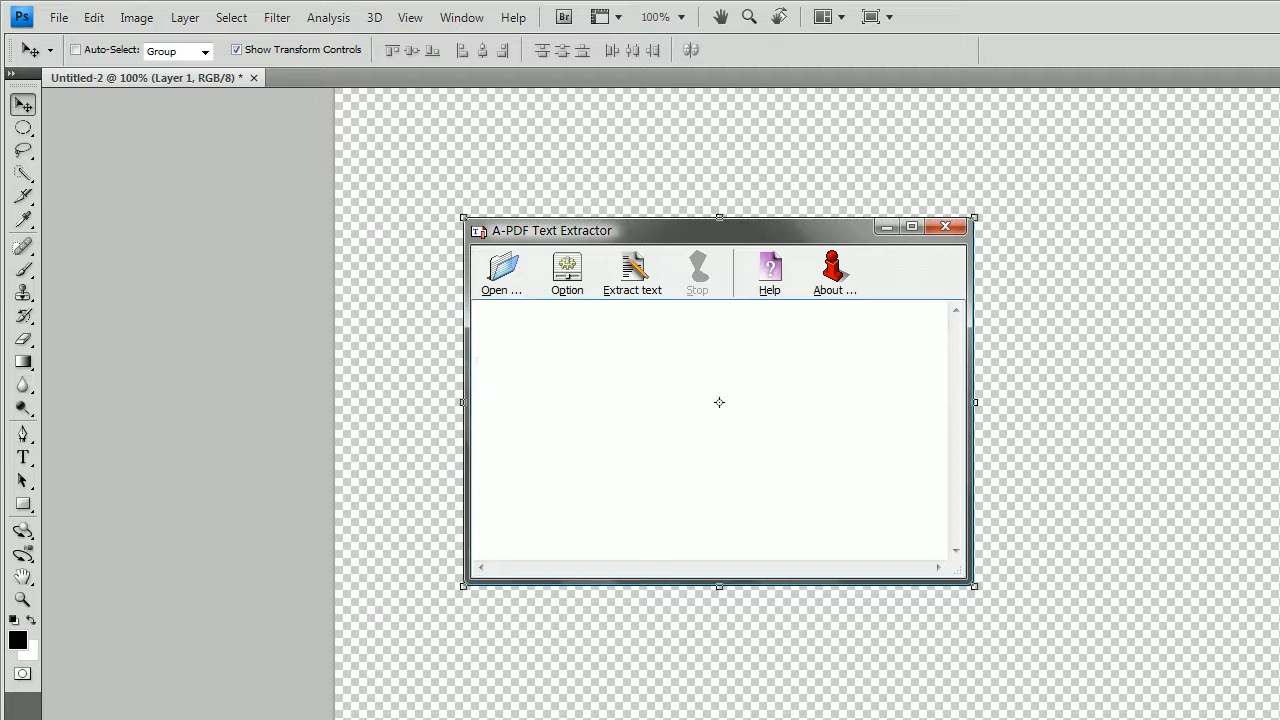 Ps File Edit Image Layer Select Filter Analysis 3D View Window Help Br 100%
Auto-Select: Group Show Transform Controls
Untitled-2 @ 100% (Layer 1, RGB/8) *
A-PDF Text Extractor
Open ... Option Extract text Stop Help About ...